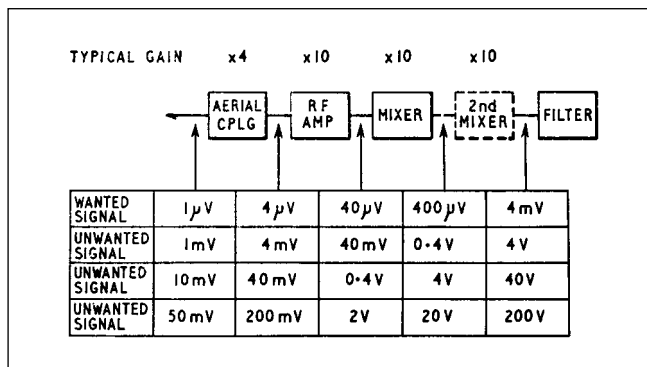 TYPICAL GAIN x4 x10 x10 x10
AERIAL CPLG
RF AMP
MIXER
2nd MIXER
FILTER
WANTED SIGNAL 1µV 4µV 40µV 400µV 4mV
UNWANTED SIGNAL 1mV 4mV 40mV 0·4V 4V
UNWANTED SIGNAL 10mV 40mV 0·4V 4V 40V
UNWANTED SIGNAL 50mV 200mV 2V 20V 200V